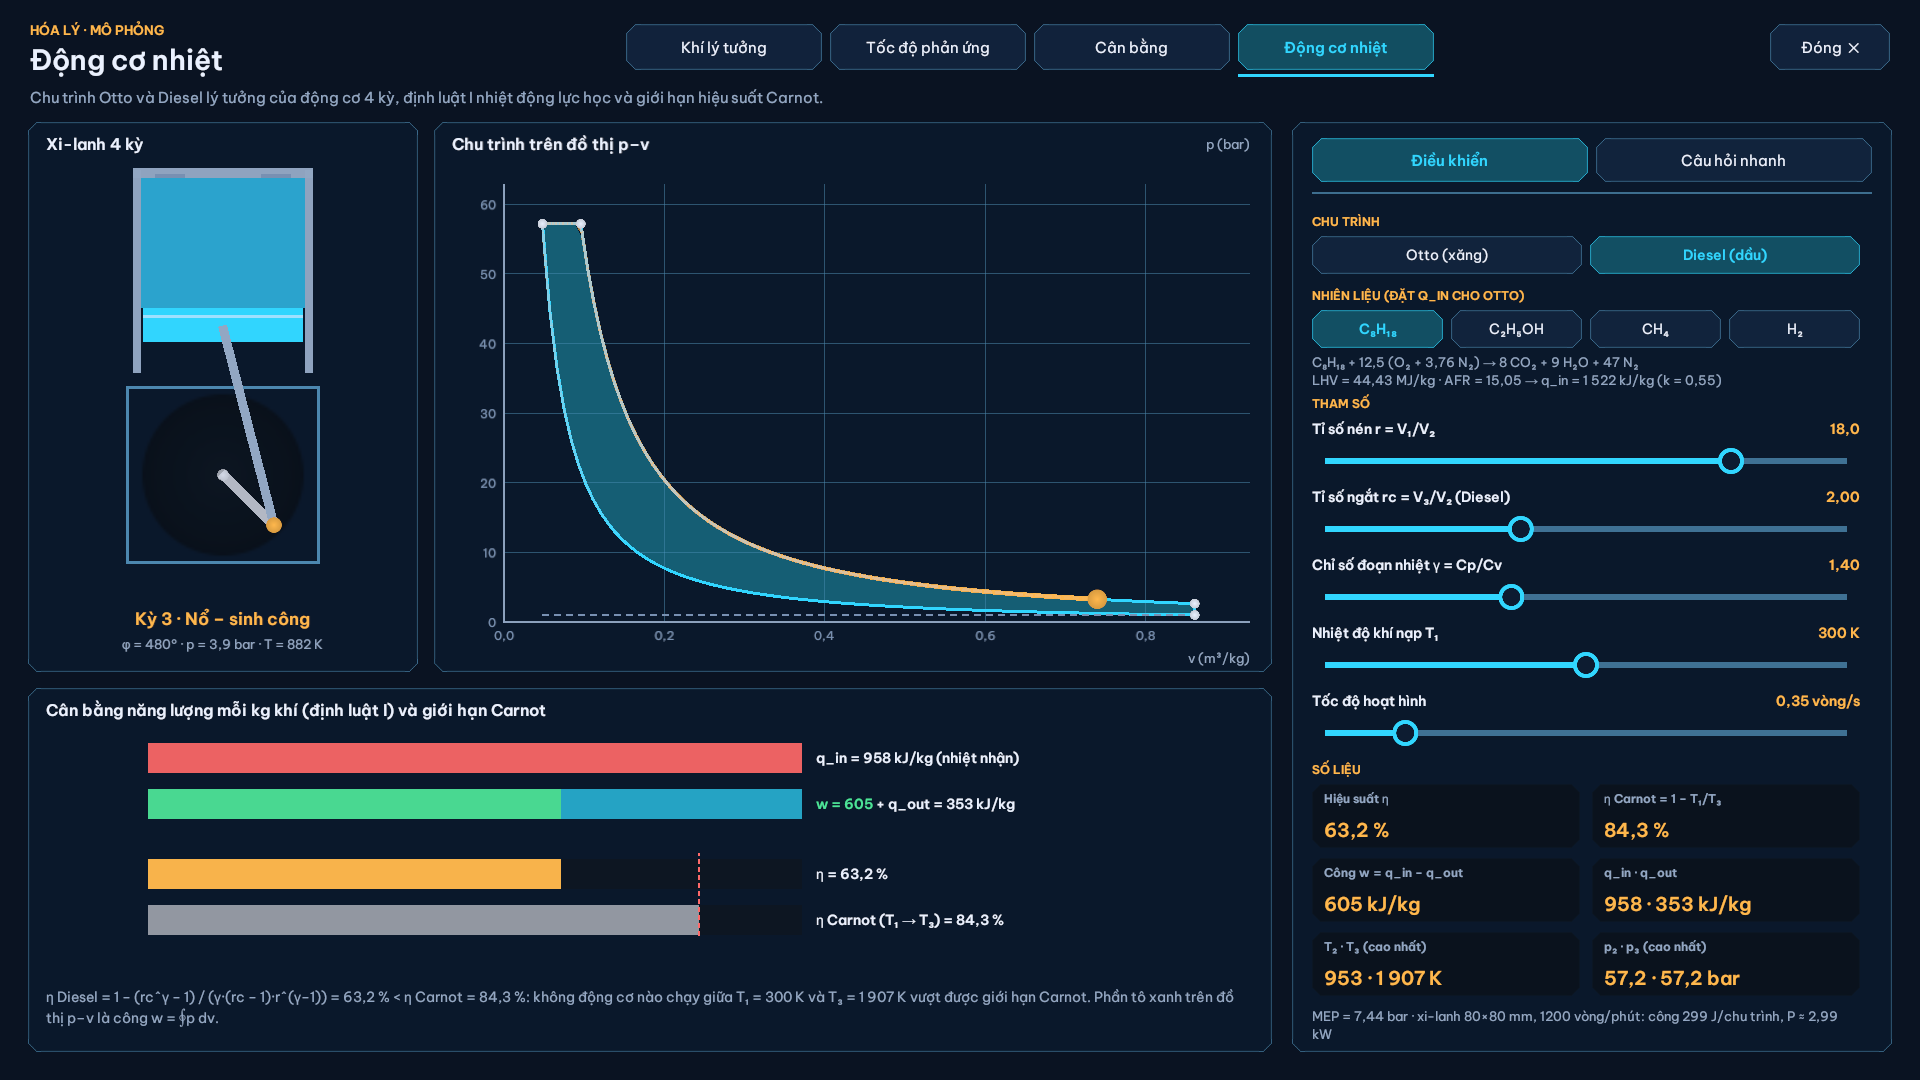 HÓA LÝ · MÔ PHỎNG
Động cơ nhiệt
Khí lý tưởng
Tốc độ phản ứng
Cân bằng
Động cơ nhiệt
Đóng ✕
Chu trình Otto và Diesel lý tưởng của động cơ 4 kỳ, định luật I nhiệt động lực học và giới hạn hiệu suất Carnot.
Xi-lanh 4 kỳ
Kỳ 3 · Nổ – sinh công
φ = 480° · p = 3,9 bar · T = 882 K
Chu trình trên đồ thị p–v
p (bar)
60
50
40
30
20
10
0
0,0
0,2
0,4
0,6
0,8
v (m³/kg)
Cân bằng năng lượng mỗi kg khí (định luật I) và giới hạn Carnot
q_in = 958 kJ/kg (nhiệt nhận)
w = 605 + q_out = 353 kJ/kg
η = 63,2 %
η Carnot (T₁ → T₃) = 84,3 %
η Diesel = 1 – (rc^γ – 1) / (γ·(rc – 1)·r^(γ–1)) = 63,2 % < η Carnot = 84,3 %: không động cơ nào chạy giữa T₁ = 300 K và T₃ = 1 907 K vượt được giới hạn Carnot. Phần tô xanh trên đồ
thị p–v là công w = ∮p dv.
Điều khiển
Câu hỏi nhanh
CHU TRÌNH
Otto (xăng)
Diesel (dầu)
NHIÊN LIỆU (ĐẶT Q_IN CHO OTTO)
C₈H₁₈
C₂H₅OH
CH₄
H₂
C₈H₁₈ + 12,5 (O₂ + 3,76 N₂) → 8 CO₂ + 9 H₂O + 47 N₂
LHV = 44,43 MJ/kg · AFR = 15,05 → q_in = 1 522 kJ/kg (k = 0,55)
THAM SỐ
Tỉ số nén r = V₁/V₂
18,0
Tỉ số ngắt rc = V₃/V₂ (Diesel)
2,00
Chỉ số đoạn nhiệt γ = Cp/Cv
1,40
Nhiệt độ khí nạp T₁
300 K
Tốc độ hoạt hình
0,35 vòng/s
SỐ LIỆU
Hiệu suất η
63,2 %
η Carnot = 1 – T₁/T₃
84,3 %
Công w = q_in – q_out
605 kJ/kg
q_in · q_out
958 · 353 kJ/kg
T₂ · T₃ (cao nhất)
953 · 1 907 K
p₂ · p₃ (cao nhất)
57,2 · 57,2 bar
MEP = 7,44 bar · xi-lanh 80×80 mm, 1200 vòng/phút: công 299 J/chu trình, P ≈ 2,99
kW